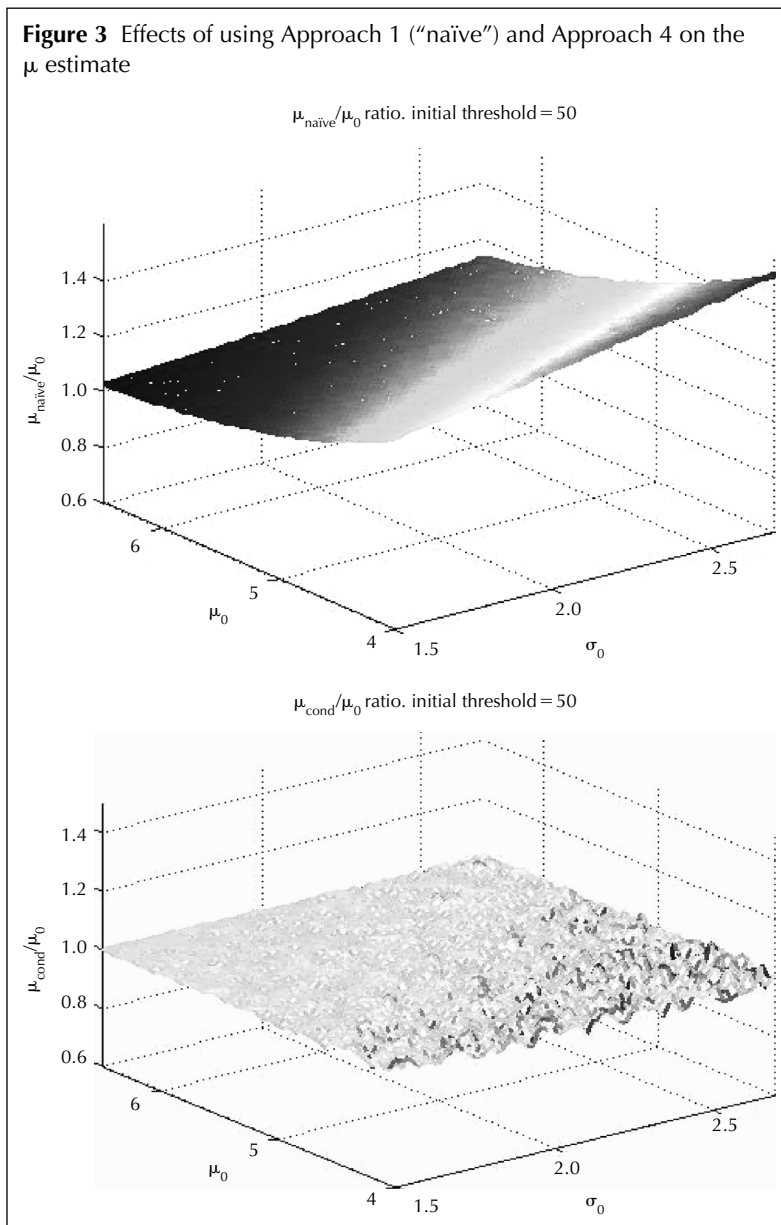 Figure 3 Effects of using Approach 1 (“naïve”) and Approach 4 on the
μ estimate
μnaïve/μ0 ratio. initial threshold = 50
1.4
1.2
1.0
0.8
0.6
μnaïve/μ0
6
5
4
μ0
1.5
2.0
2.5
σ0
μcond/μ0 ratio. initial threshold = 50
1.4
1.2
1.0
0.8
0.6
μcond/μ0
6
5
4
μ0
1.5
2.0
2.5
σ0